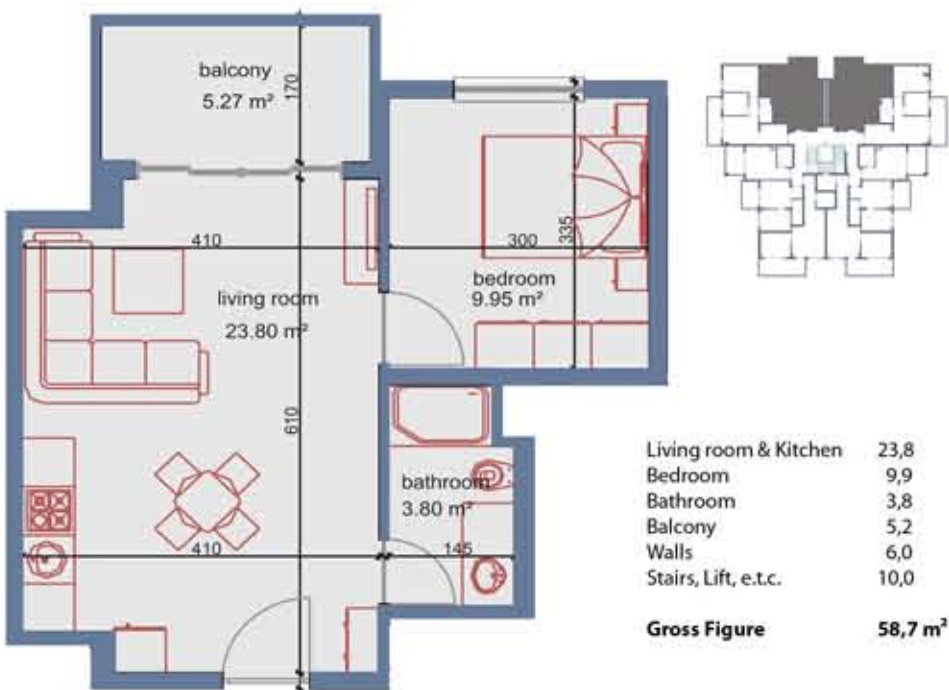 balcony
5.27 m²
170
410
living room
23.80 m²
300
335
bedroom
9.95 m²
610
bathroom
3.80 m²
410
145
Living room & Kitchen 23,8
Bedroom 9,9
Bathroom 3,8
Balcony 5,2
Walls 6,0
Stairs, Lift, e.t.c. 10,0
Gross Figure 58,7 m²